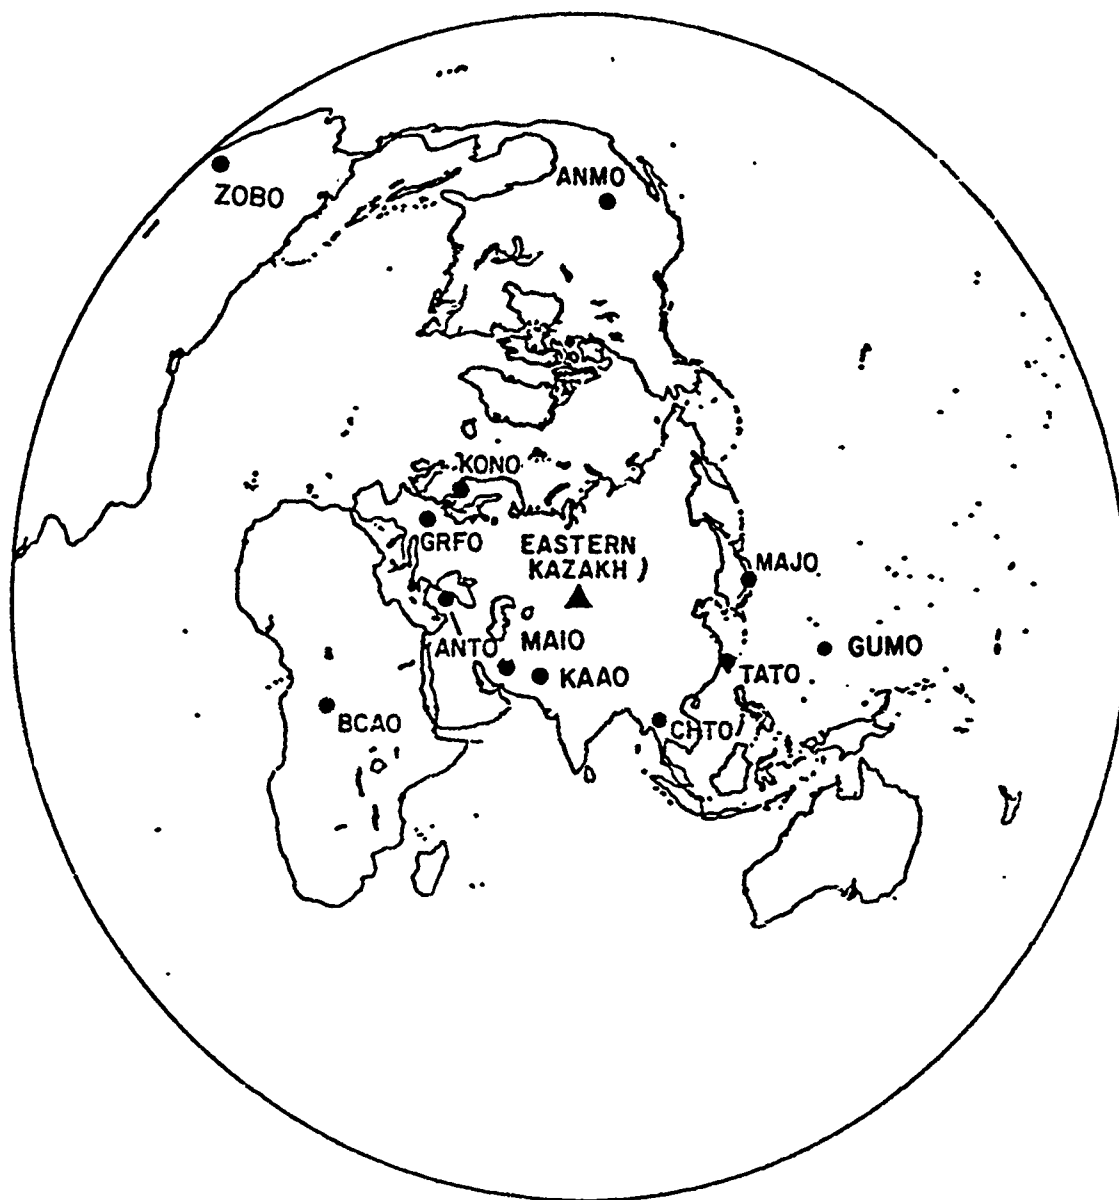 ANMO
ZOBO
KONO
GRFO
EASTERN
KAZAKH )
MAJO
ANTO
MAIO
GUMO
KAAO
TATO
BCAO
CHTO